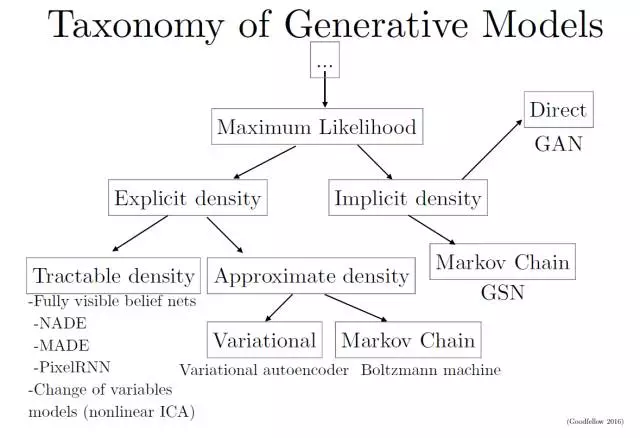 Taxonomy of Generative Models
...
Direct
Maximum Likelihood
GAN
Explicit density
Implicit density
Tractable density
Approximate density
Markov Chain
GSN
-Fully visible belief nets
-NADE
-MADE
-PixelRNN
-Change of variables
models (nonlinear ICA)
Variational
Markov Chain
Variational autoencoder
Boltzmann machine
(Goodfellow 2016)